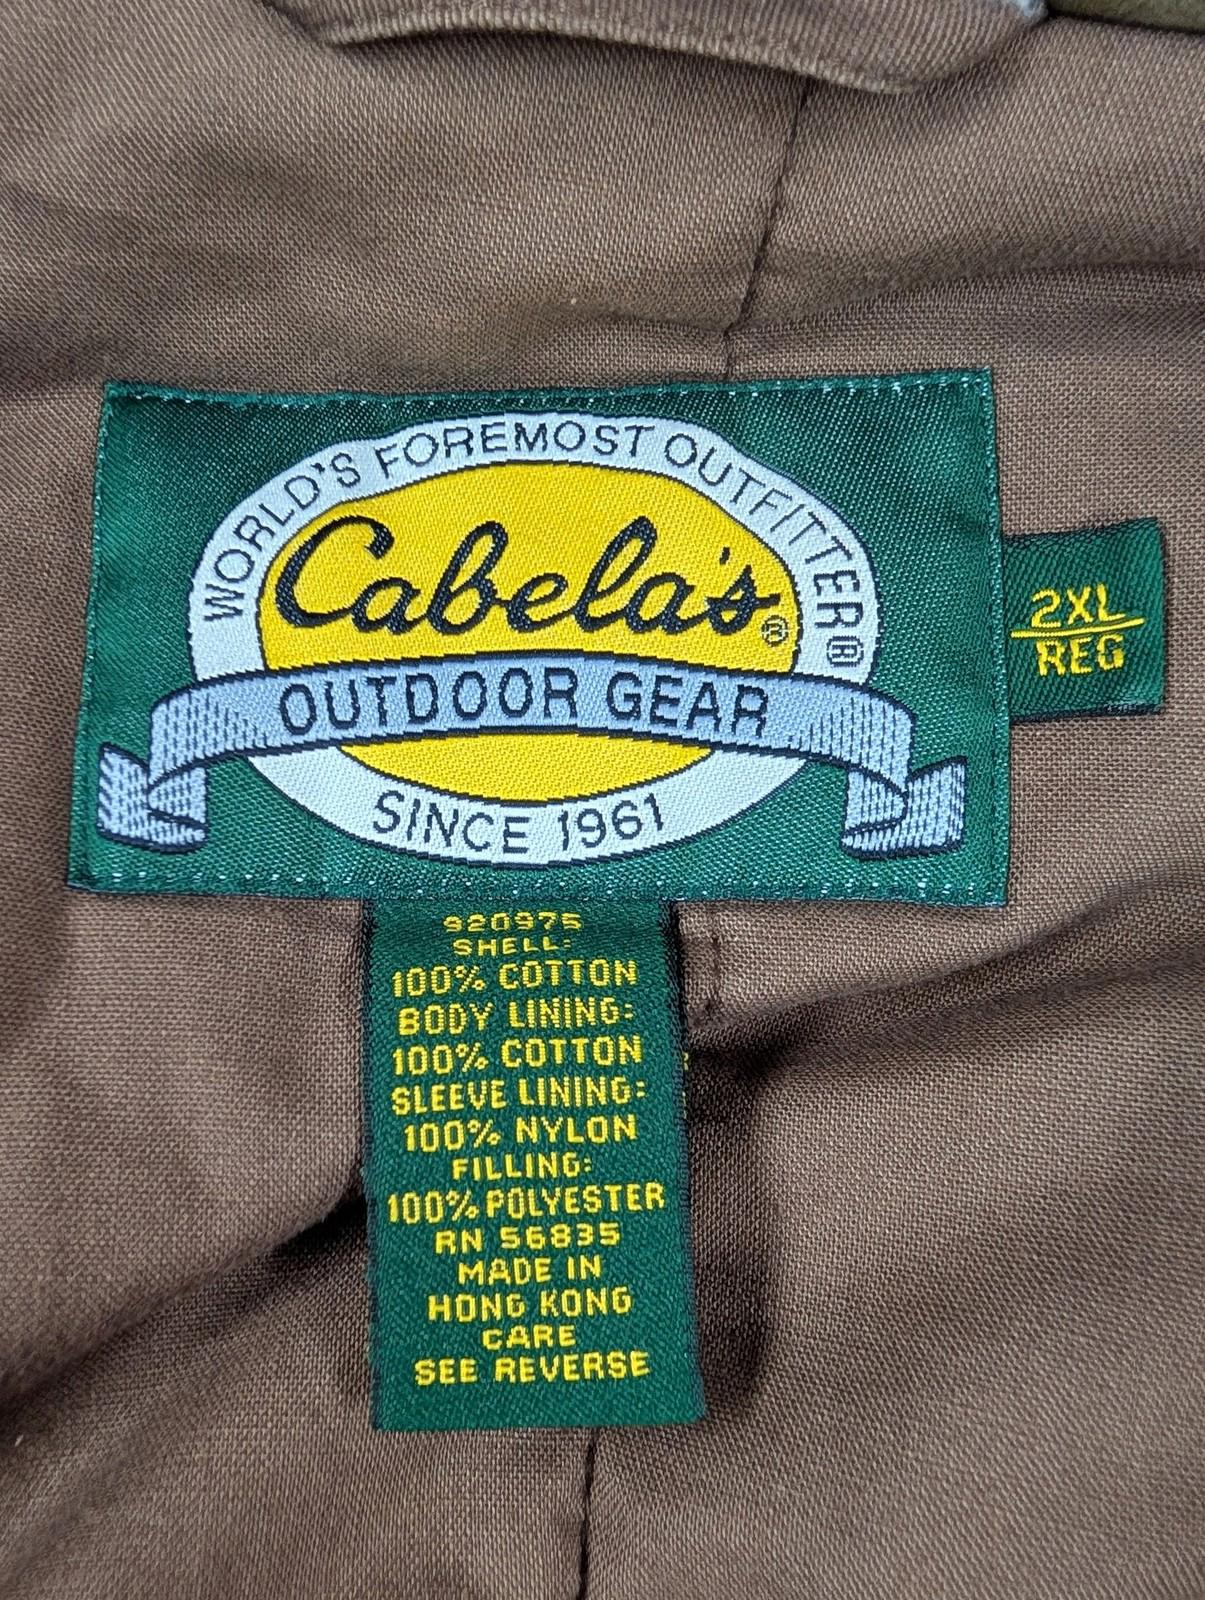 WORLD'S FOREMOST OUTFITTER®
Cabela's®
OUTDOOR GEAR
SINCE 1961
2XL
REG
920975
SHELL:
100% COTTON
BODY LINING:
100% COTTON
SLEEVE LINING:
100% NYLON
FILLING:
100% POLYESTER
RN 56835
MADE IN
HONG KONG
CARE
SEE REVERSE